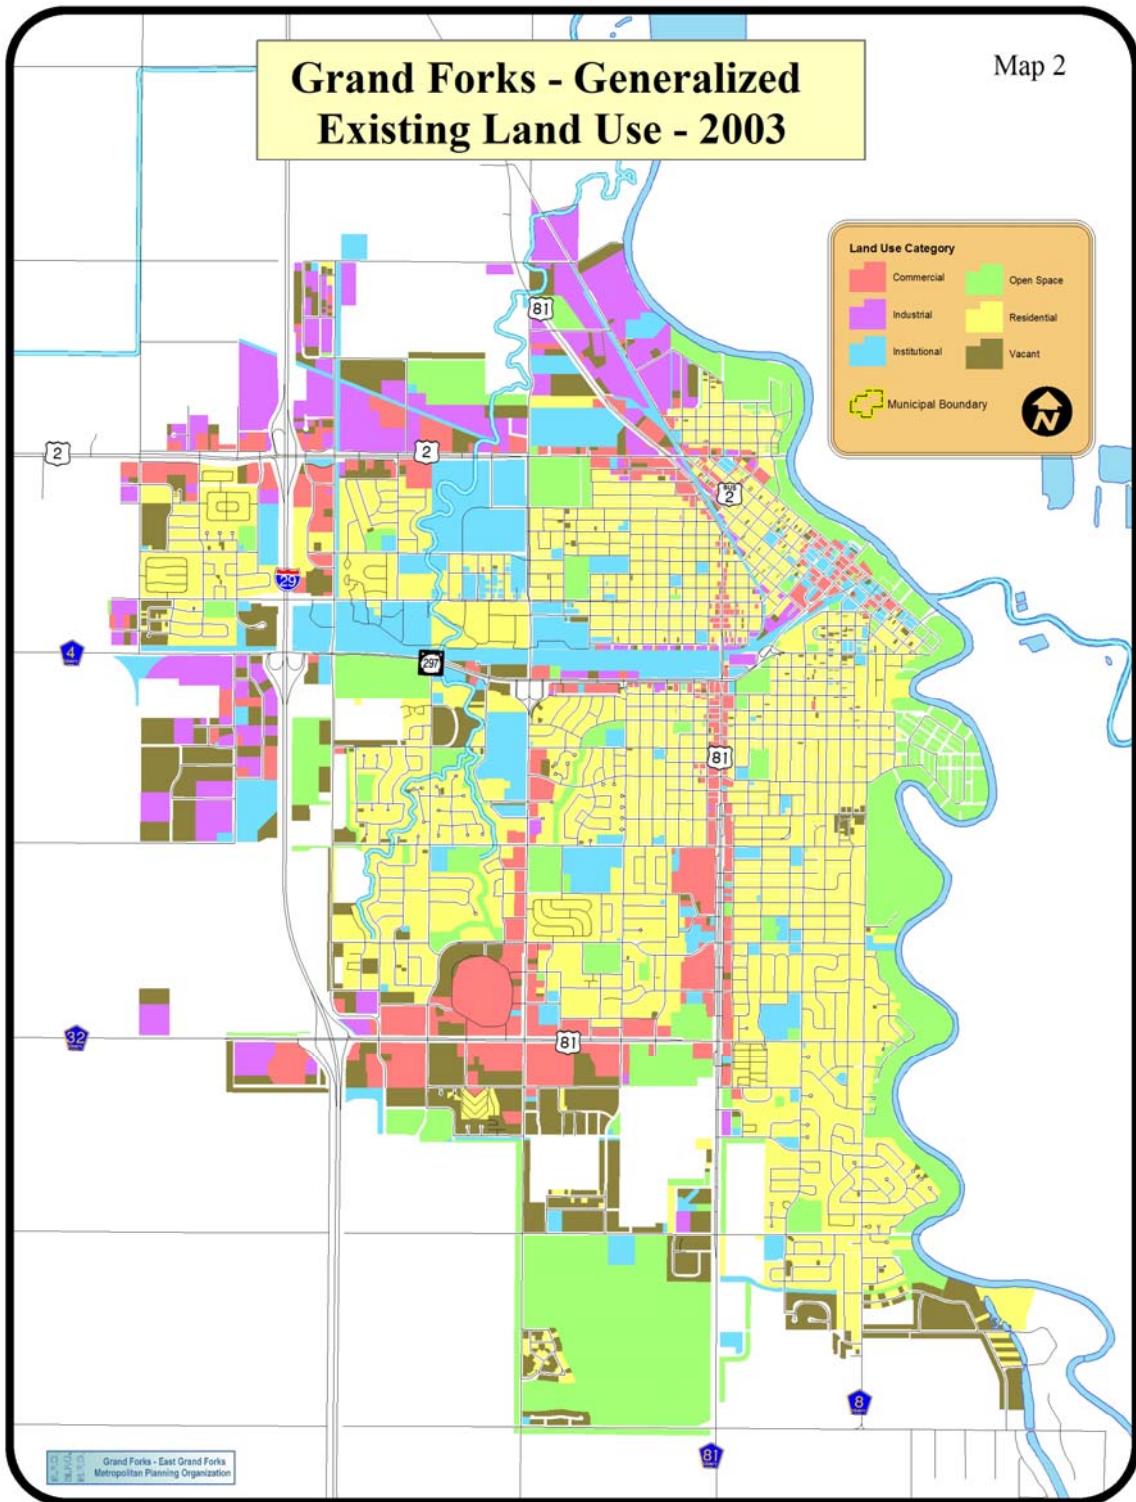 Grand Forks - Generalized
Existing Land Use - 2003
Map 2
Land Use Category
Commercial
Open Space
Industrial
Residential
Institutional
Vacant
Municipal Boundary
N
81
2
2
BUS
2
29
4
297
81
32
81
8
81
Grand Forks - East Grand Forks
Metropolitan Planning Organization